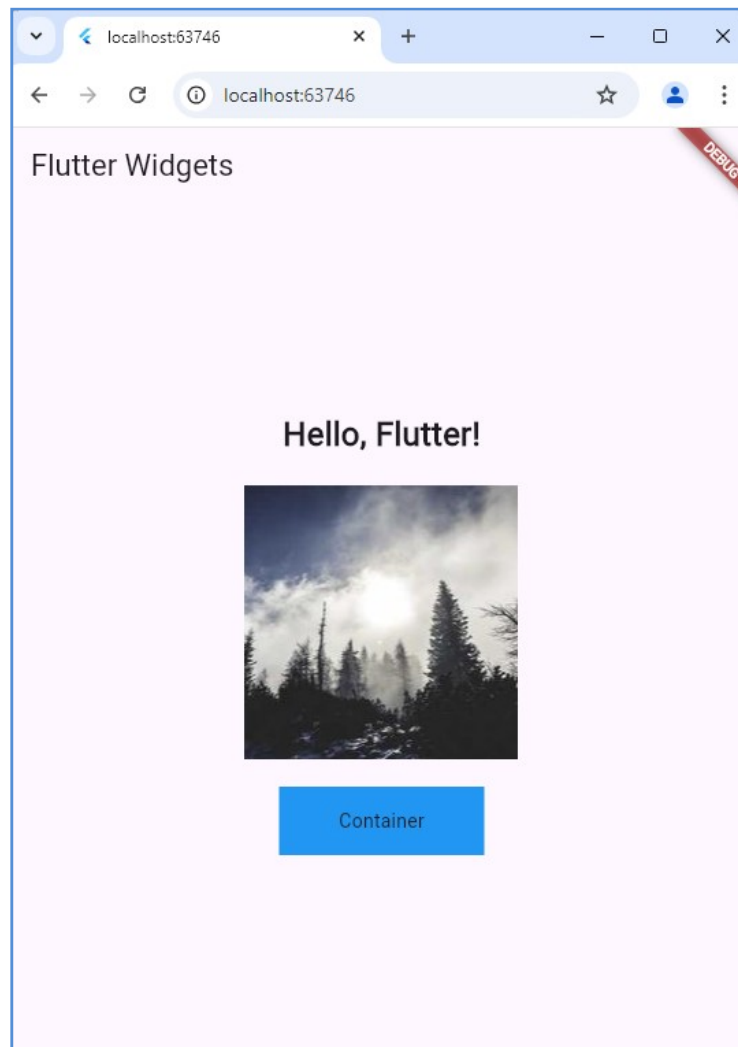 localhost:63746
localhost:63746
Flutter Widgets
DEBUG
Hello, Flutter!
Container